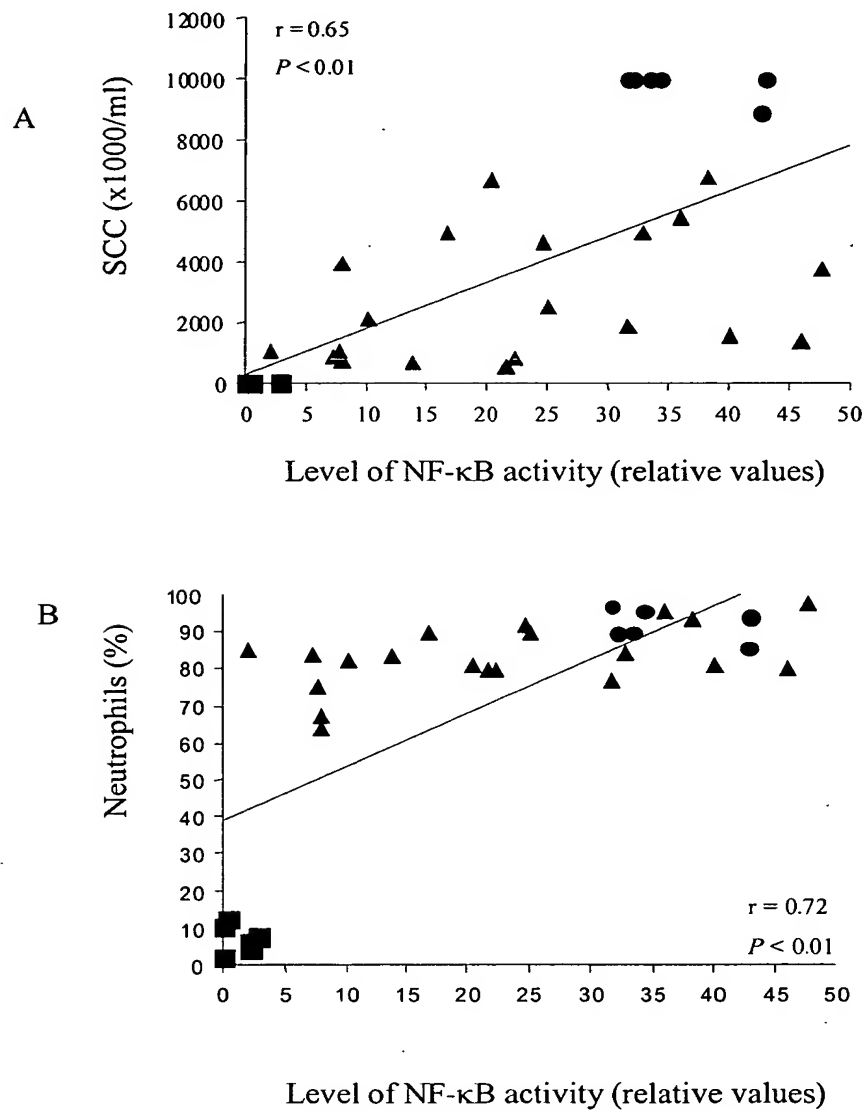 A
r = 0.65
P < 0.01
SCC (x1000/ml)
12000
10000
8000
6000
4000
2000
0
0 5 10 15 20 25 30 35 40 45 50
Level of NF-κB activity (relative values)
B
Neutrophils (%)
100
90
80
70
60
50
40
30
20
10
0
r = 0.72
P < 0.01
0 5 10 15 20 25 30 35 40 45 50
Level of NF-κB activity (relative values)